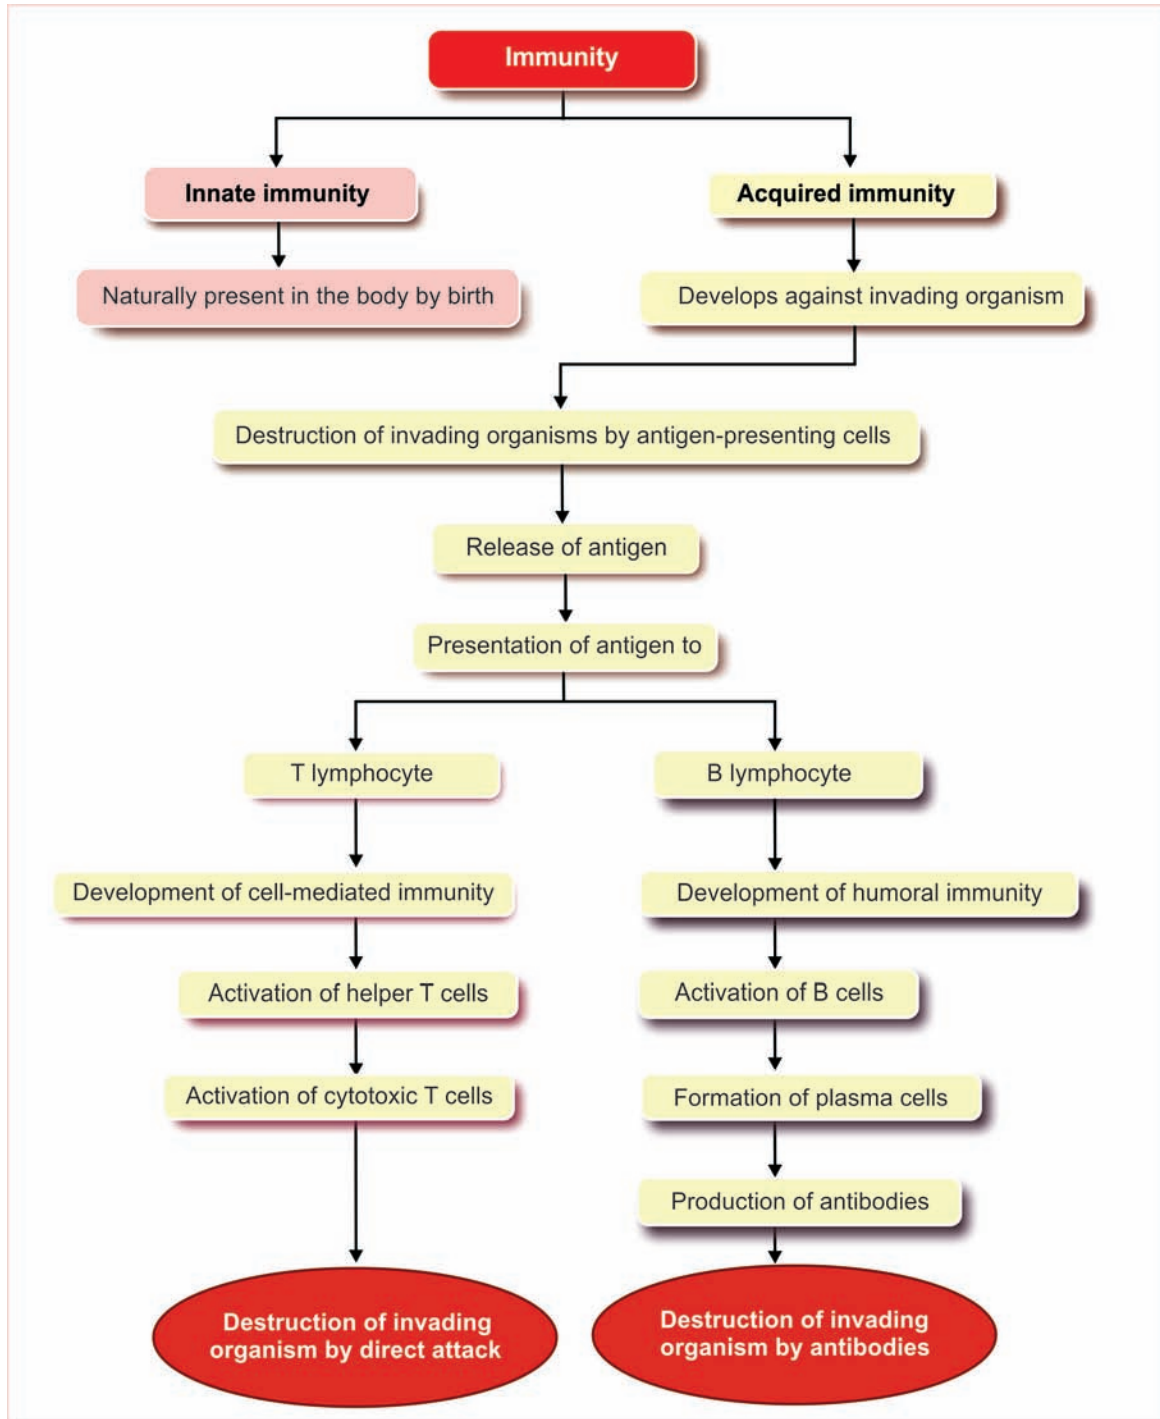 Immunity
Innate immunity
Acquired immunity
Naturally present in the body by birth
Develops against invading organism
Destruction of invading organisms by antigen-presenting cells
Release of antigen
Presentation of antigen to
T lymphocyte
B lymphocyte
Development of cell-mediated immunity
Development of humoral immunity
Activation of helper T cells
Activation of B cells
Activation of cytotoxic T cells
Formation of plasma cells
Production of antibodies
Destruction of invading
organism by direct attack
Destruction of invading
organism by antibodies